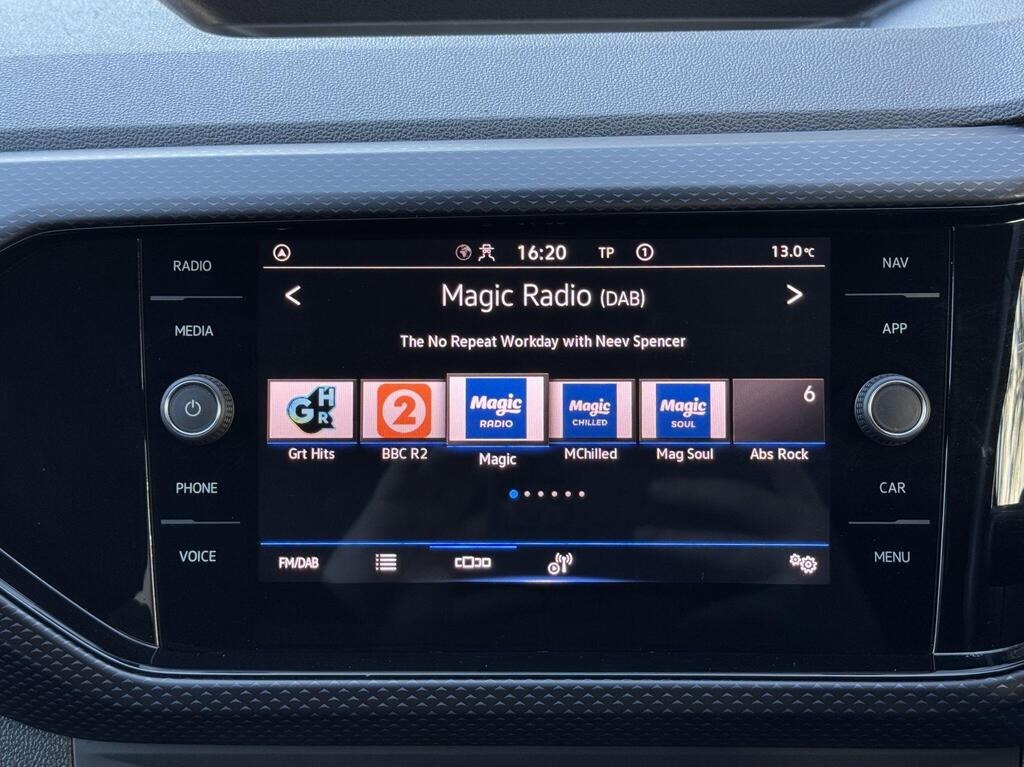 RADIO
MEDIA
PHONE
VOICE
16:20 TP 1 13.0°C
< Magic Radio (DAB) >
The No Repeat Workday with Neev Spencer
GHR
2
Magic
RADIO
Magic
CHILLED
Magic
SOUL
6
Grt Hits BBC R2 Magic MChilled Mag Soul Abs Rock
FM/DAB
NAV
APP
CAR
MENU